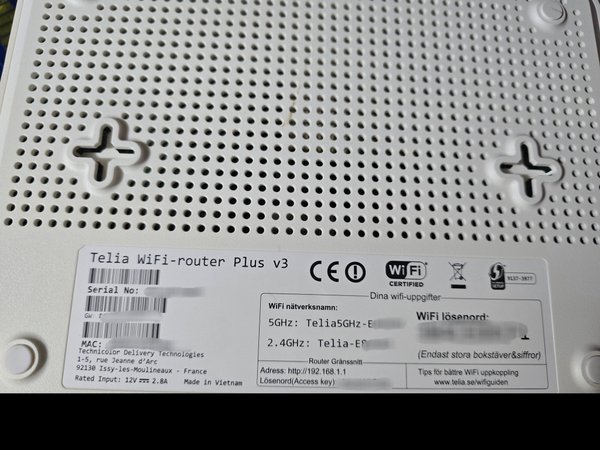 Telia WiFi-router Plus v3
Serial No:
GW:
MAC:
Technicolor Delivery Technologies
1-5, rue Jeanne d'Arc
92130 Issy-les-Moulineaux - France
Rated Input: 12V⎓ 2.8A Made in Vietnam
CE
WiFi
CERTIFIED
9137-3977
Dina wifi-uppgifter
WiFi nätverksnamn:
5GHz: Telia5GHz-
2.4GHz: Telia-
WiFi lösenord:
(Endast stora bokstäver&siffror)
Router Gränssnitt
Adress: http://192.168.1.1
Lösenord(Access key):
Tips för bättre WiFi uppkoppling
www.telia.se/wifiguiden